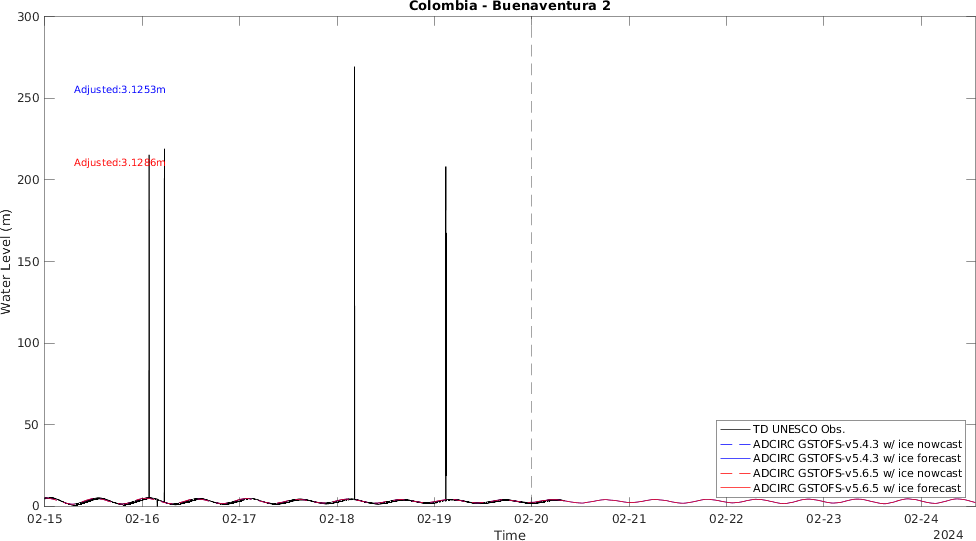 Colombia - Buenaventura 2
300
250
200
150
100
50
0
Water Level (m)
Adjusted:3.1253m
Adjusted:3.1286m
TD UNESCO Obs.
ADCIRC GSTOFS-v5.4.3 w/ ice nowcast
ADCIRC GSTOFS-v5.4.3 w/ ice forecast
ADCIRC GSTOFS-v5.6.5 w/ ice nowcast
ADCIRC GSTOFS-v5.6.5 w/ ice forecast
02-15 02-16 02-17 02-18 02-19 02-20 02-21 02-22 02-23 02-24
Time
2024